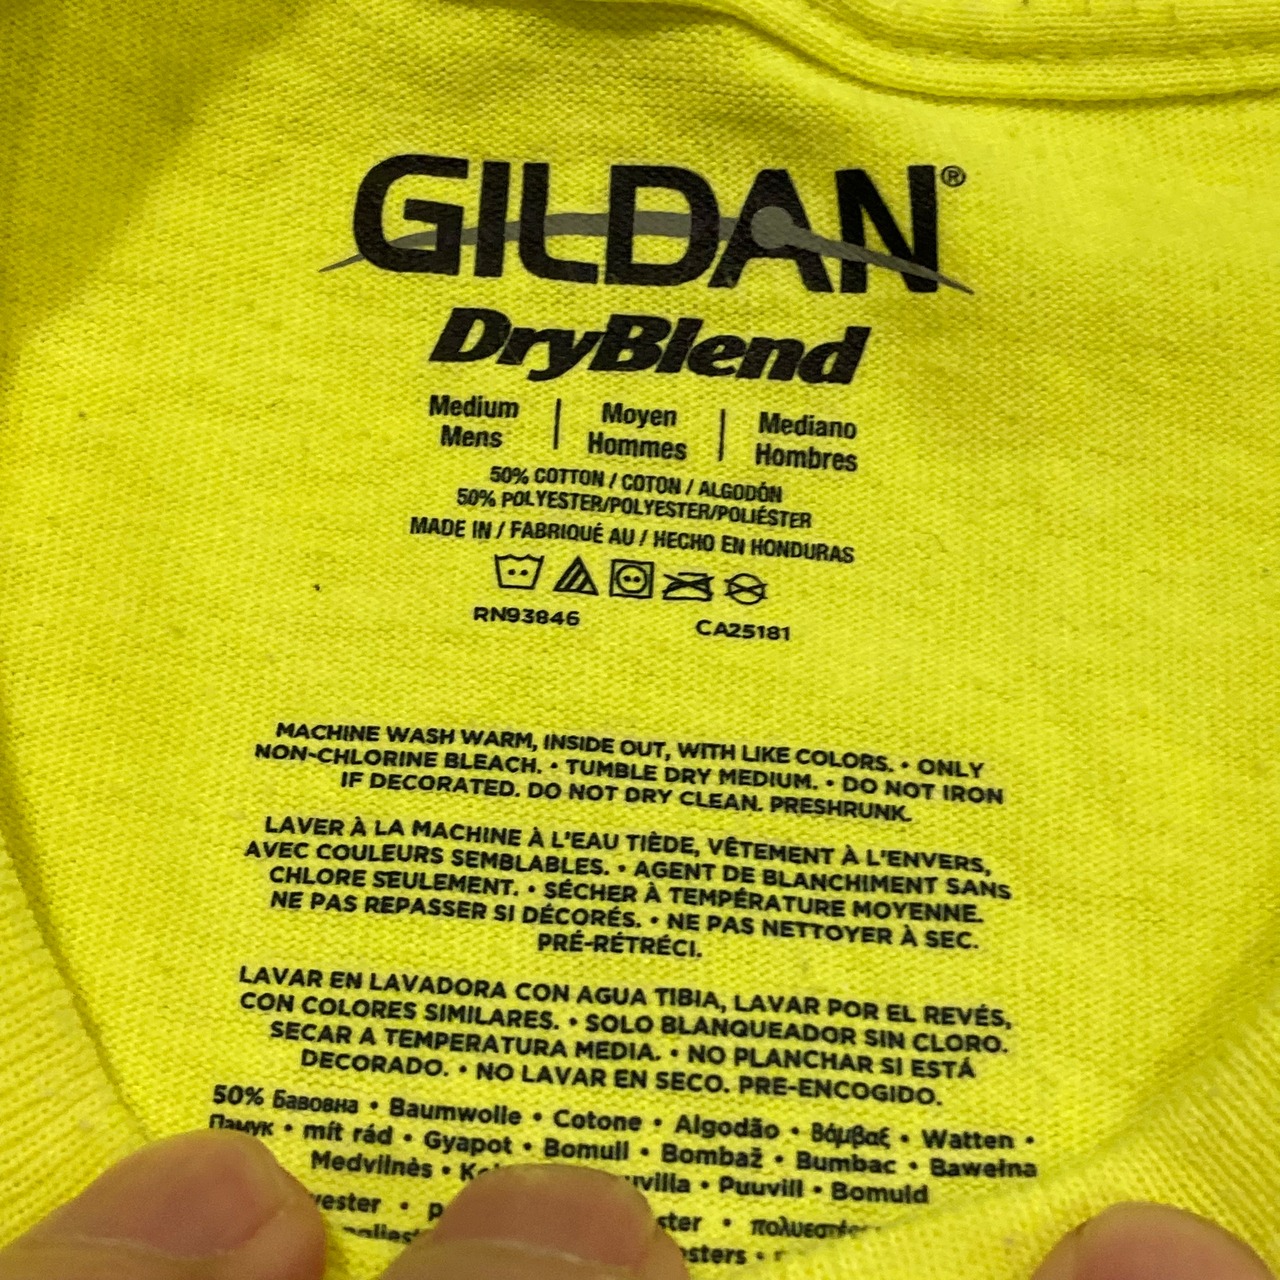 GILDAN®
DryBlend
Medium | Moyen | Mediano
Mens | Hommes | Hombres
50% COTTON / COTON / ALGODÓN
50% POLYESTER/POLYESTER/POLIÉSTER
MADE IN / FABRIQUÉ AU / HECHO EN HONDURAS
RN93846 CA25181
MACHINE WASH WARM, INSIDE OUT, WITH LIKE COLORS. • ONLY
NON-CHLORINE BLEACH. • TUMBLE DRY MEDIUM. • DO NOT IRON
IF DECORATED. DO NOT DRY CLEAN. PRESHRUNK.
LAVER À LA MACHINE À L'EAU TIÈDE, VÊTEMENT À L'ENVERS,
AVEC COULEURS SEMBLABLES. • AGENT DE BLANCHIMENT SANS
CHLORE SEULEMENT. • SÉCHER À TEMPÉRATURE MOYENNE.
NE PAS REPASSER SI DÉCORÉS. • NE PAS NETTOYER À SEC.
PRÉ-RÉTRÉCI.
LAVAR EN LAVADORA CON AGUA TIBIA, LAVAR POR EL REVÉS,
CON COLORES SIMILARES. • SOLO BLANQUEADOR SIN CLORO.
SECAR A TEMPERATURA MEDIA. • NO PLANCHAR SI ESTÁ
DECORADO. • NO LAVAR EN SECO. PRE-ENCOGIDO.
50% Бавовна • Baumwolle • Cotone • Algodão • Βάμβαξ • Watten •
Памук • mít rád • Gyapot • Bomull • Bombaž • Bumbac • Bawełna
Medvilnès • Puuvill • Bomuld